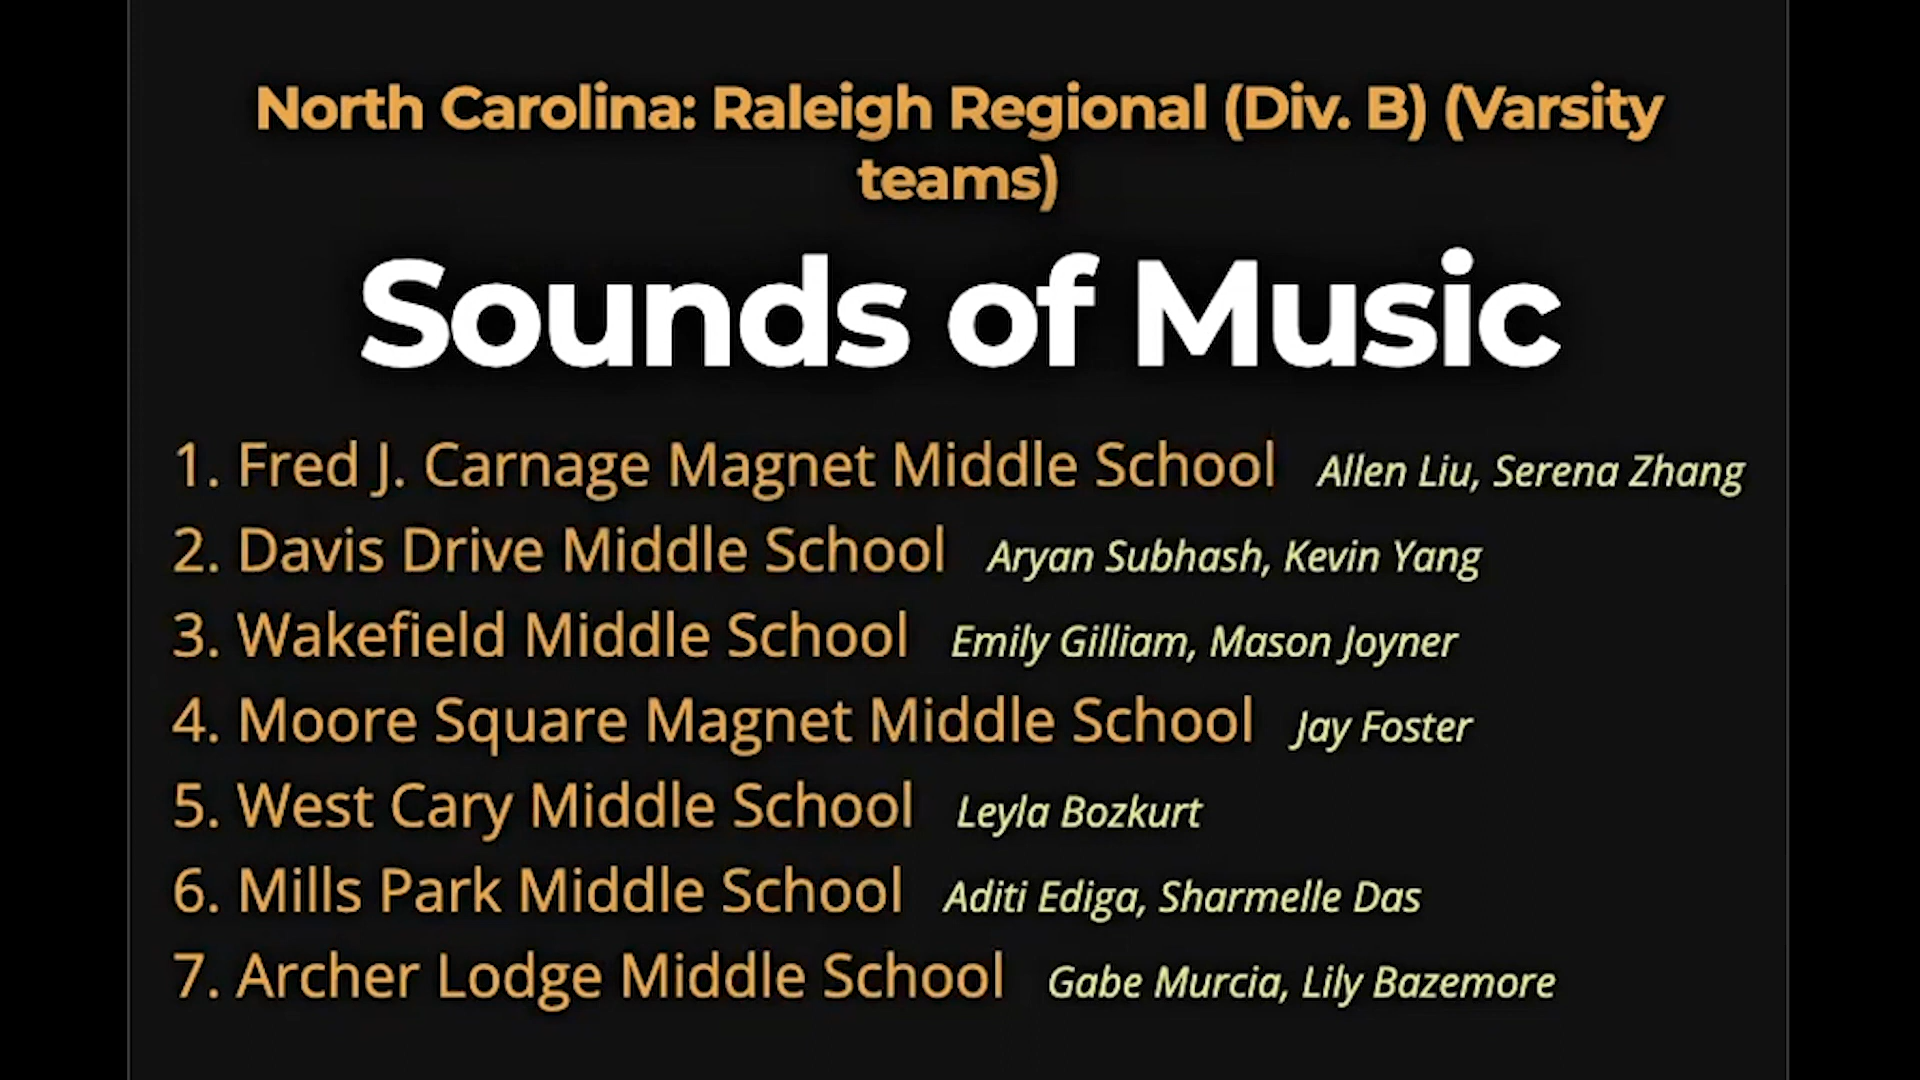 North Carolina: Raleigh Regional (Div. B) (Varsity
teams)
Sounds of Music
1. Fred J. Carnage Magnet Middle School Allen Liu, Serena Zhang
2. Davis Drive Middle School Aryan Subhash, Kevin Yang
3. Wakefield Middle School Emily Gilliam, Mason Joyner
4. Moore Square Magnet Middle School Jay Foster
5. West Cary Middle School Leyla Bozkurt
6. Mills Park Middle School Aditi Ediga, Sharmelle Das
7. Archer Lodge Middle School Gabe Murcia, Lily Bazemore